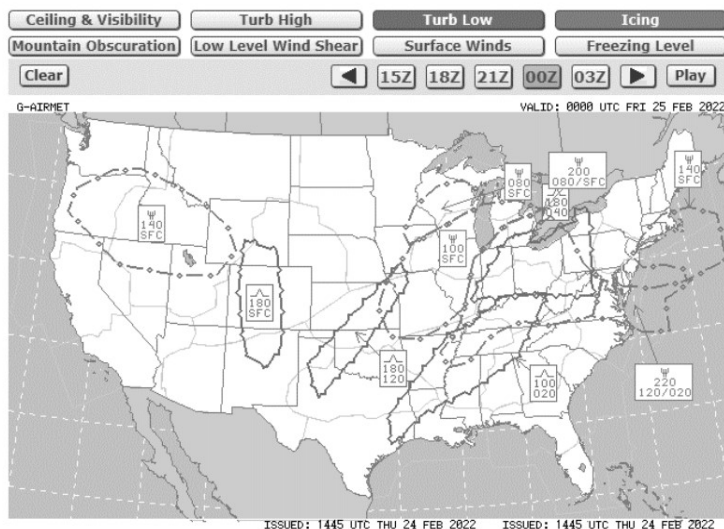 Ceiling & Visibility Turb High Turb Low Icing
Mountain Obscuration Low Level Wind Shear Surface Winds Freezing Level
Clear 15Z 18Z 21Z 00Z 03Z Play
G-AIRMET VALID: 0000 UTC FRI 25 FEB 2022
200
080/SFC
140
SFC
080
SFC
180
040
140
SFC
100
SFC
180
SFC
180
120
100
020
220
120/020
ISSUED: 1445 UTC THU 24 FEB 2022 ISSUED: 1445 UTC THU 24 FEB 2022